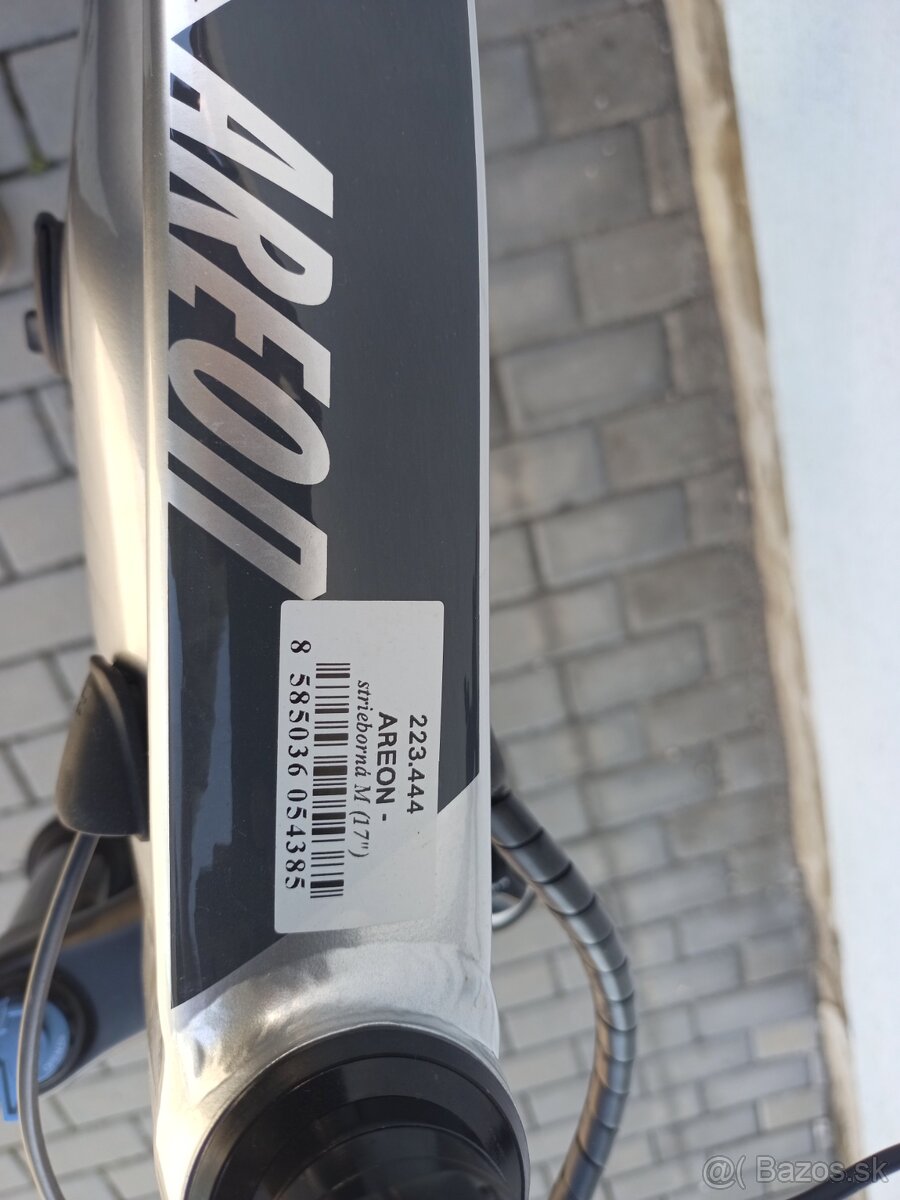 AREON
223.444
AREON -
strieborná M (17")
8 585036 054385
@( Bazos.sk